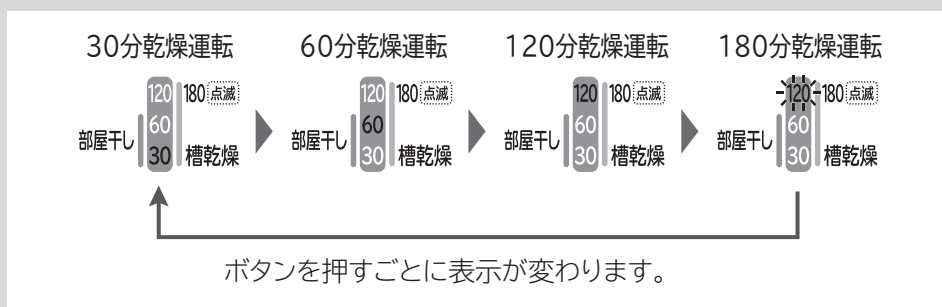 30分乾燥運転 60分乾燥運転 120分乾燥運転 180分乾燥運転
120 180 点滅 120 180 点滅 120 180 点滅 120 180 点滅
部屋干し 60 部屋干し 60 部屋干し 60 部屋干し 60
30 槽乾燥 30 槽乾燥 30 槽乾燥 30 槽乾燥
ボタンを押すごとに表示が変わります。